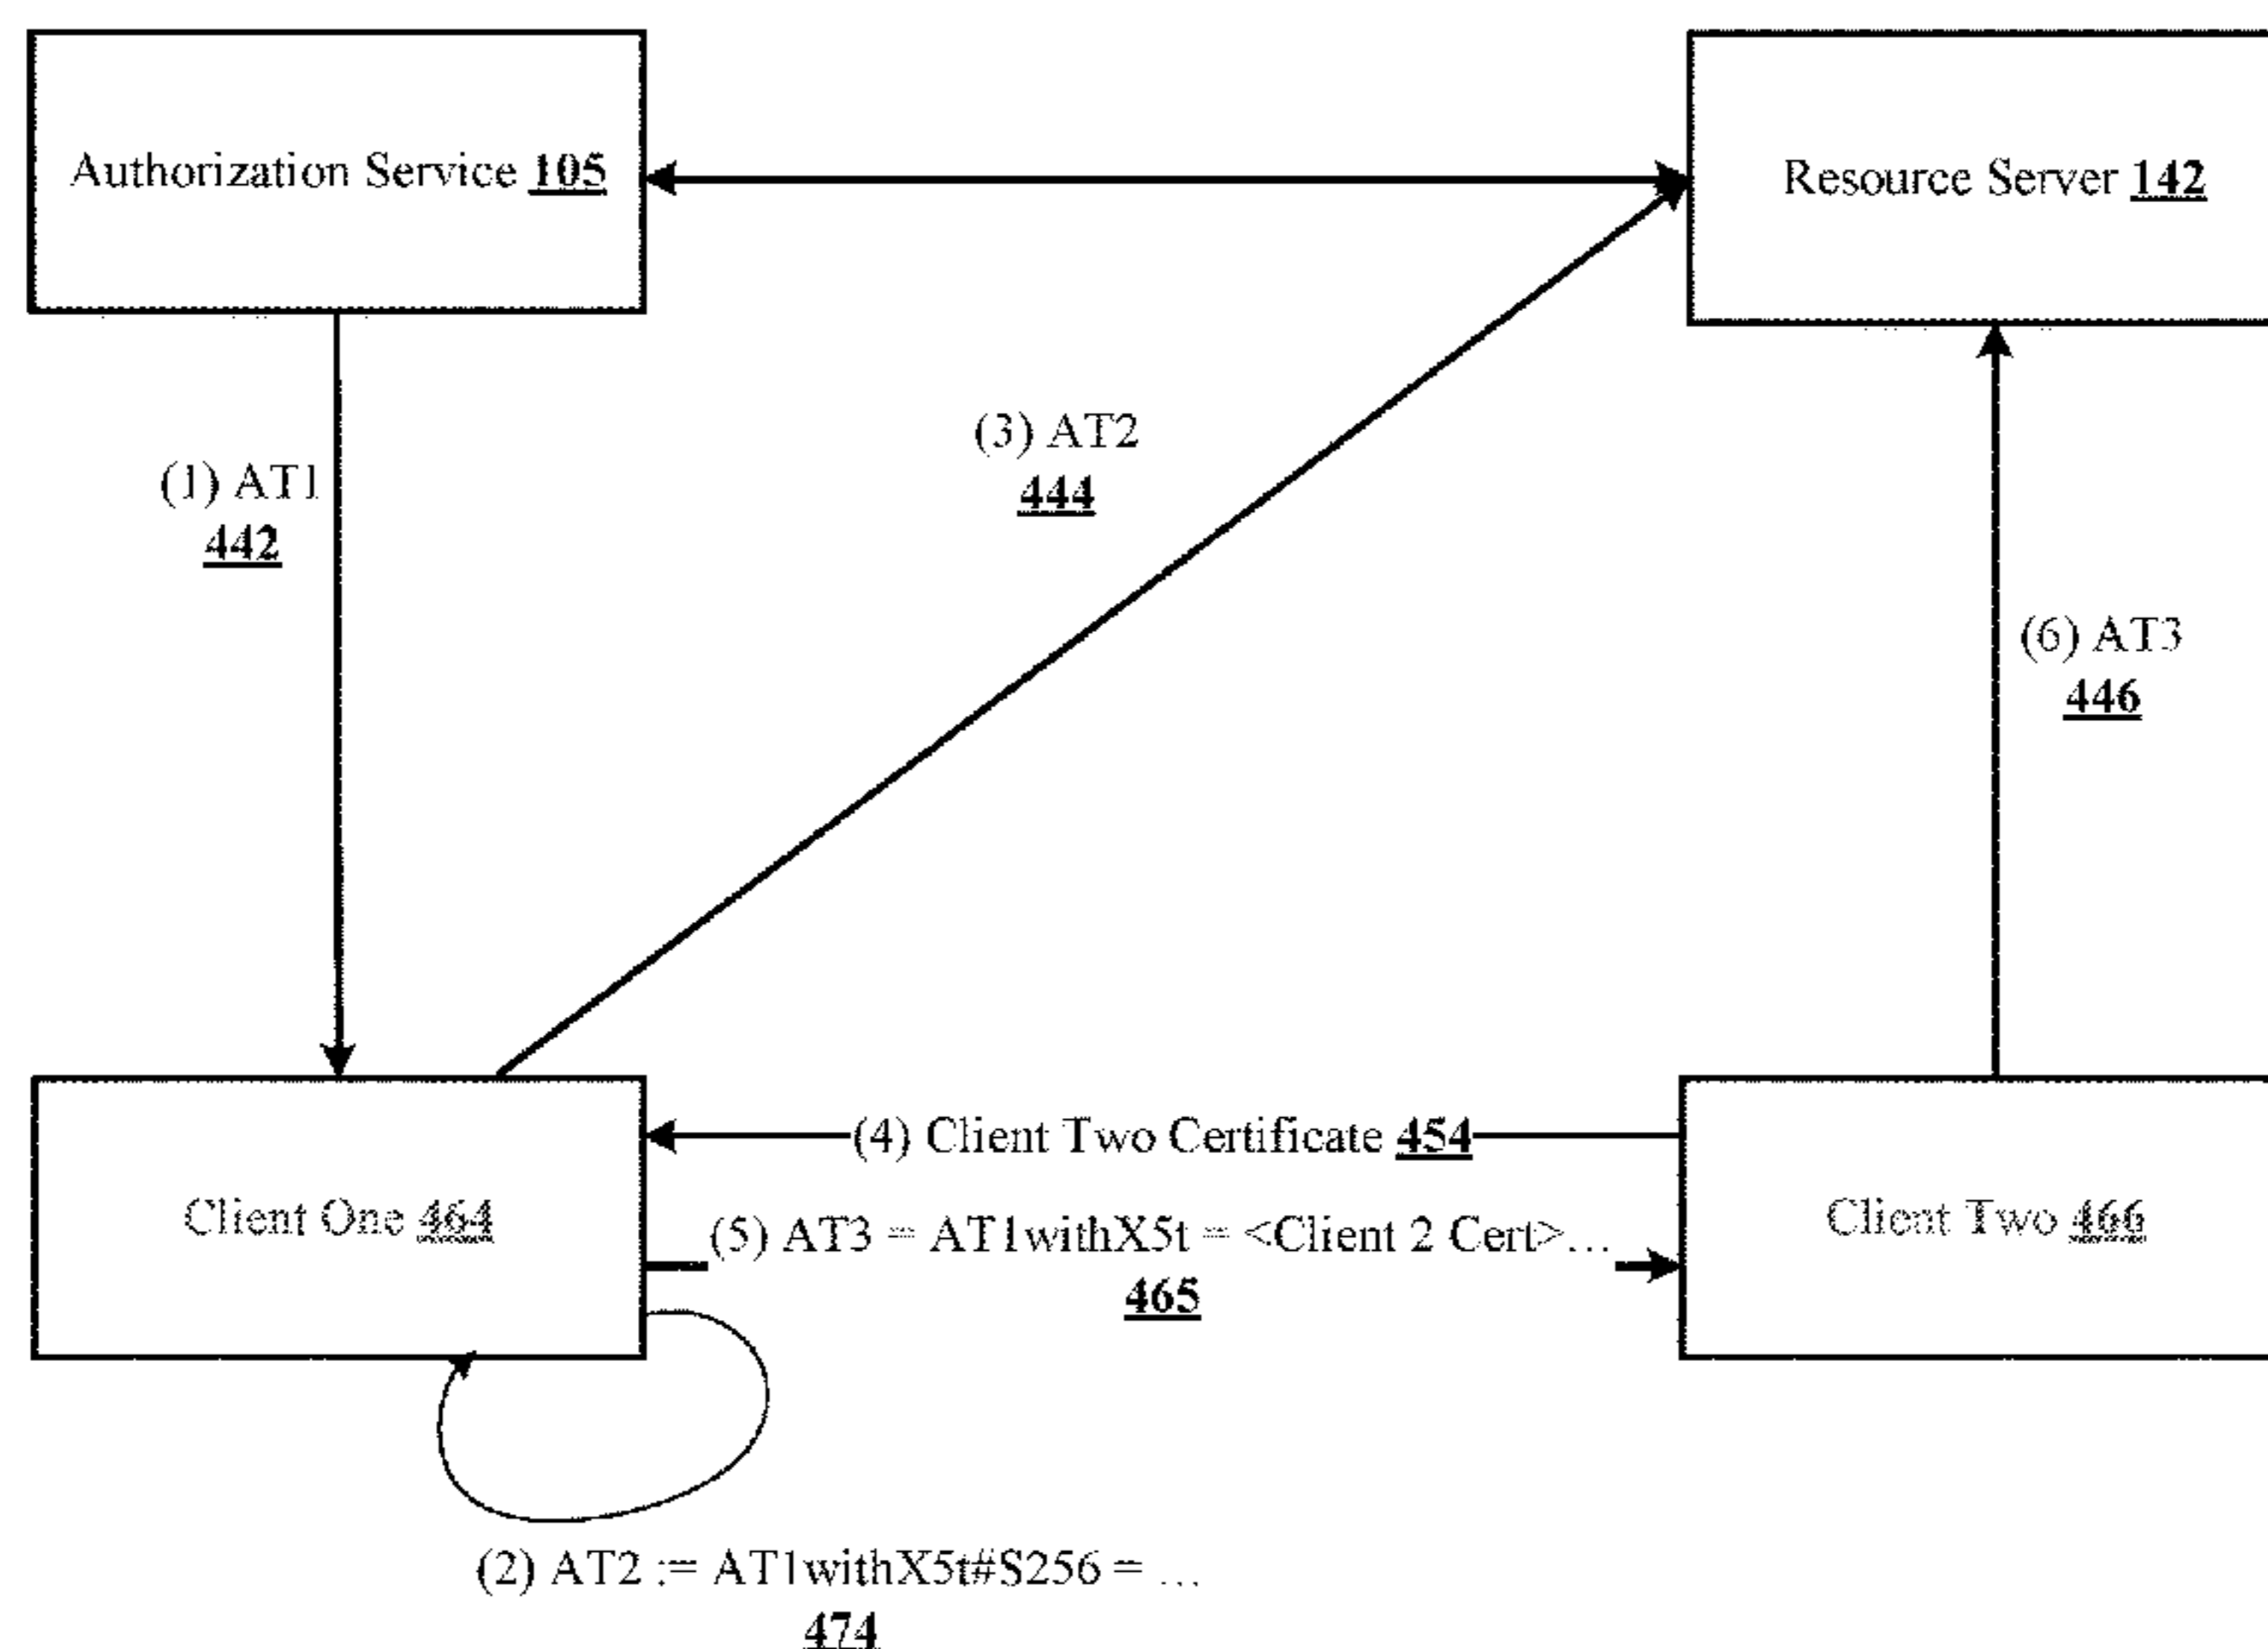 Authorization Service 105
Resource Server 142
(1) AT1
442
(3) AT2
444
(6) AT3
446
(4) Client Two Certificate 454
Client One 464
(5) AT3 = AT1withX5t = <Client 2 Cert>...
465
Client Two 466
(2) AT2 := AT1withX5t#S256 = ...
474